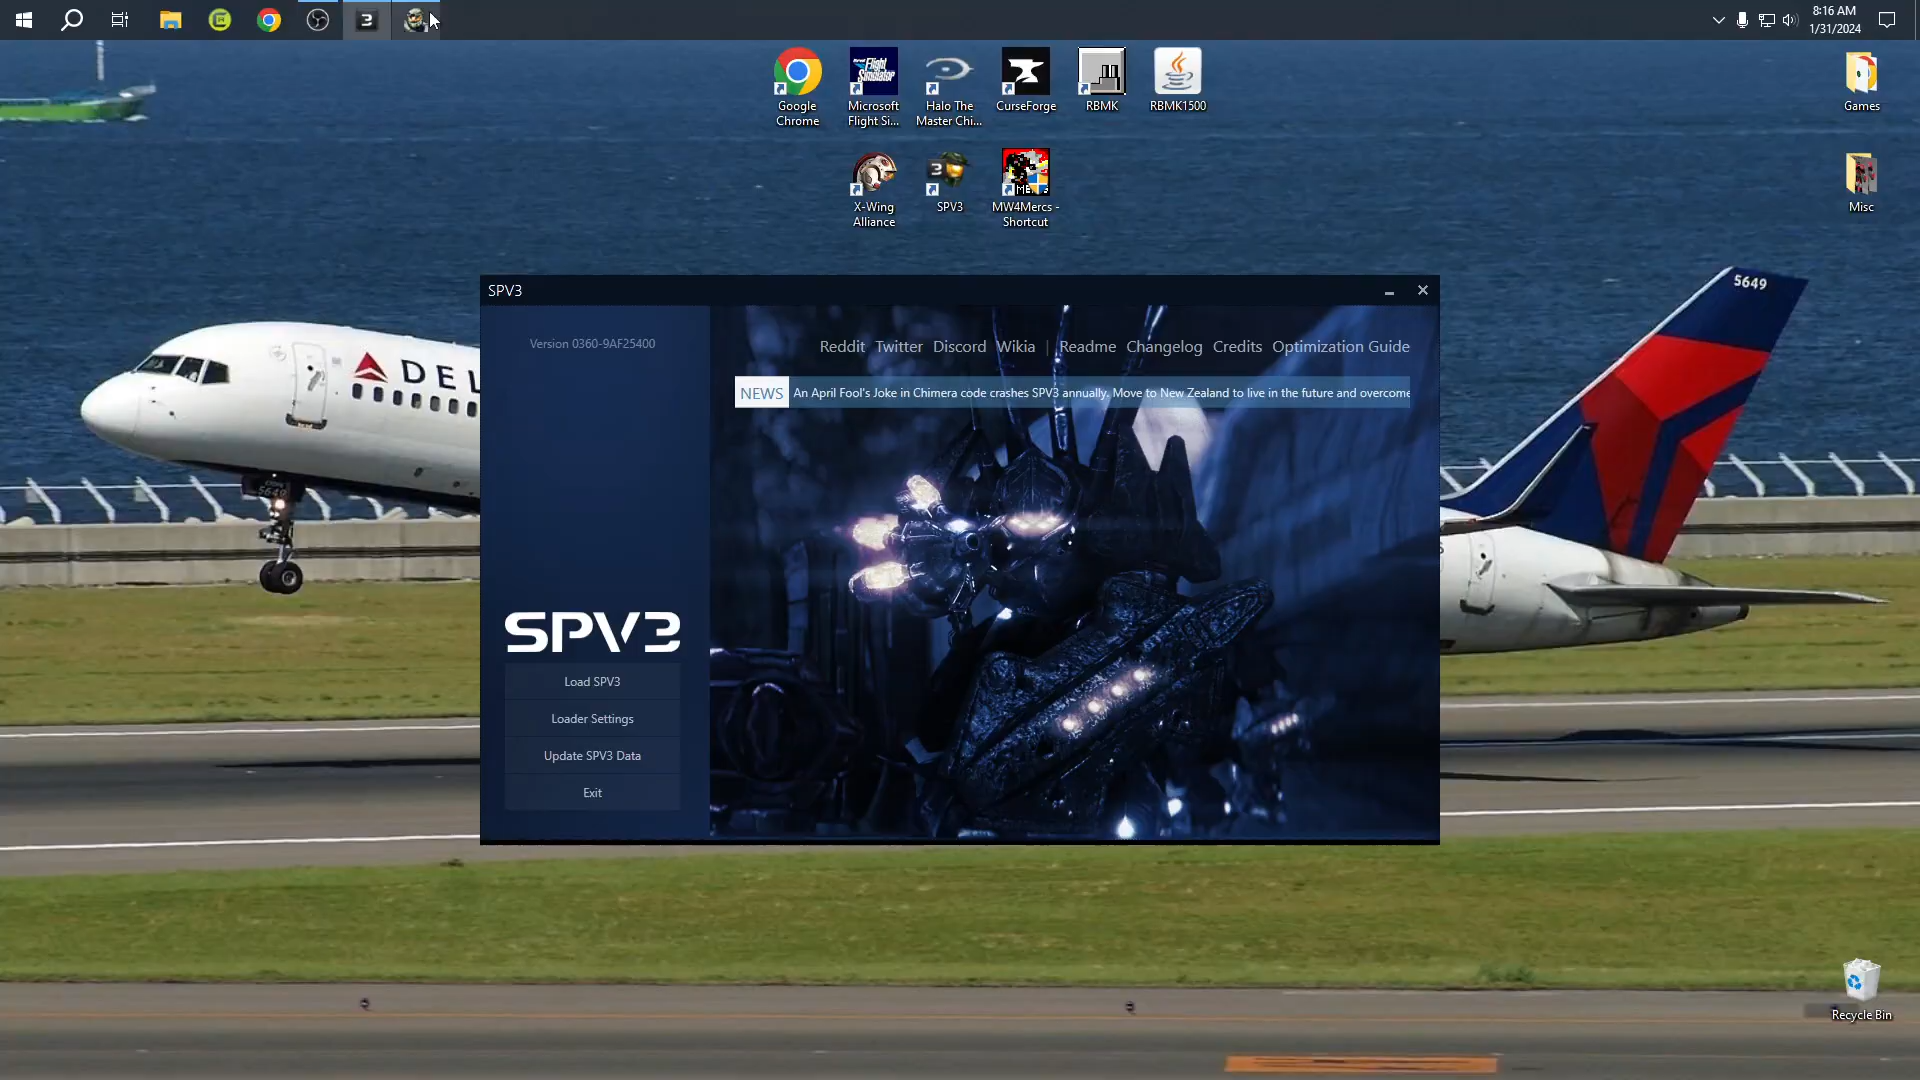 3
8:16 AM
1/31/2024
Google
Chrome
Microsoft
Flight Si...
Halo The
Master Chi...
CurseForge
RBMK
RBMK1500
Games
3
X-Wing
Alliance
SPV3
MW4Mercs -
Shortcut
Misc
5649
DEL
SPV3
Version 0360-9AF25400
Reddit Twitter Discord Wikia | Readme Changelog Credits Optimization Guide
NEWS An April Fool's Joke in Chimera code crashes SPV3 annually. Move to New Zealand to live in the future and overcome
5649
SPV3
Load SPV3
Loader Settings
Update SPV3 Data
Exit
Recycle Bin